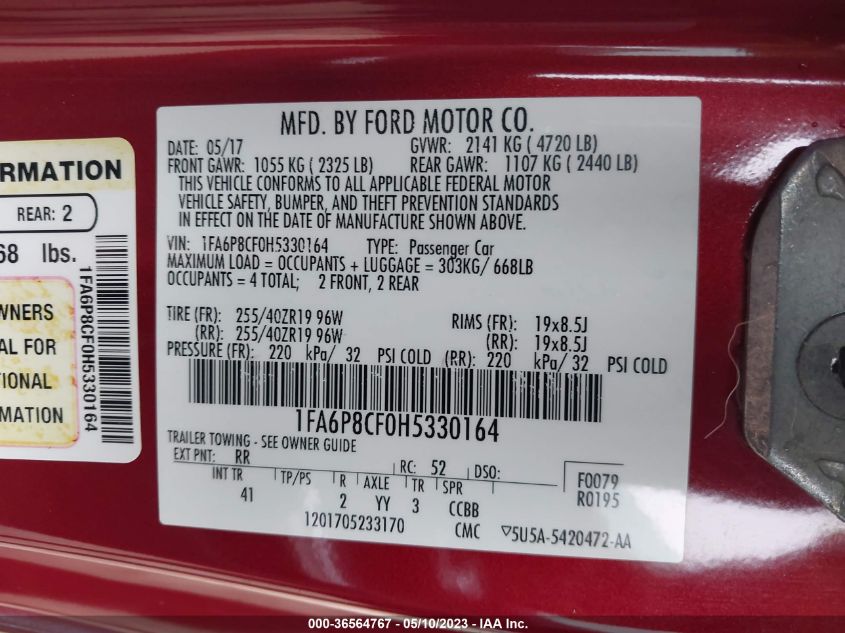 RMATION
REAR: 2
68 lbs.
WNERS
AL FOR
TIONAL
RMATION
1FA6P8CF0H5330164
MFD. BY FORD MOTOR CO.
DATE: 05/17 GVWR: 2141 KG ( 4720 LB)
FRONT GAWR: 1055 KG ( 2325 LB) REAR GAWR: 1107 KG ( 2440 LB)
THIS VEHICLE CONFORMS TO ALL APPLICABLE FEDERAL MOTOR
VEHICLE SAFETY, BUMPER, AND THEFT PREVENTION STANDARDS
IN EFFECT ON THE DATE OF MANUFACTURE SHOWN ABOVE.
VIN: 1FA6P8CF0H5330164 TYPE: Passenger Car
MAXIMUM LOAD = OCCUPANTS + LUGGAGE = 303KG/ 668LB
OCCUPANTS = 4 TOTAL; 2 FRONT, 2 REAR
TIRE (FR): 255/40ZR19 96W RIMS (FR): 19x8.5J
(RR): 255/40ZR19 96W (RR): 19x8.5J
PRESSURE (FR): 220 kPa/ 32 PSI COLD (RR): 220 kPa/ 32 PSI COLD
1FA6P8CF0H5330164
TRAILER TOWING - SEE OWNER GUIDE
EXT PNT: RR RC: 52 DSO: F0079
INT TR TP/PS R AXLE TR SPR R0195
41 2 YY 3 CCBB
1201705233170 CMC ▽5U5A-5420472-AA
000-36564767 - 05/10/2023 - IAA Inc.